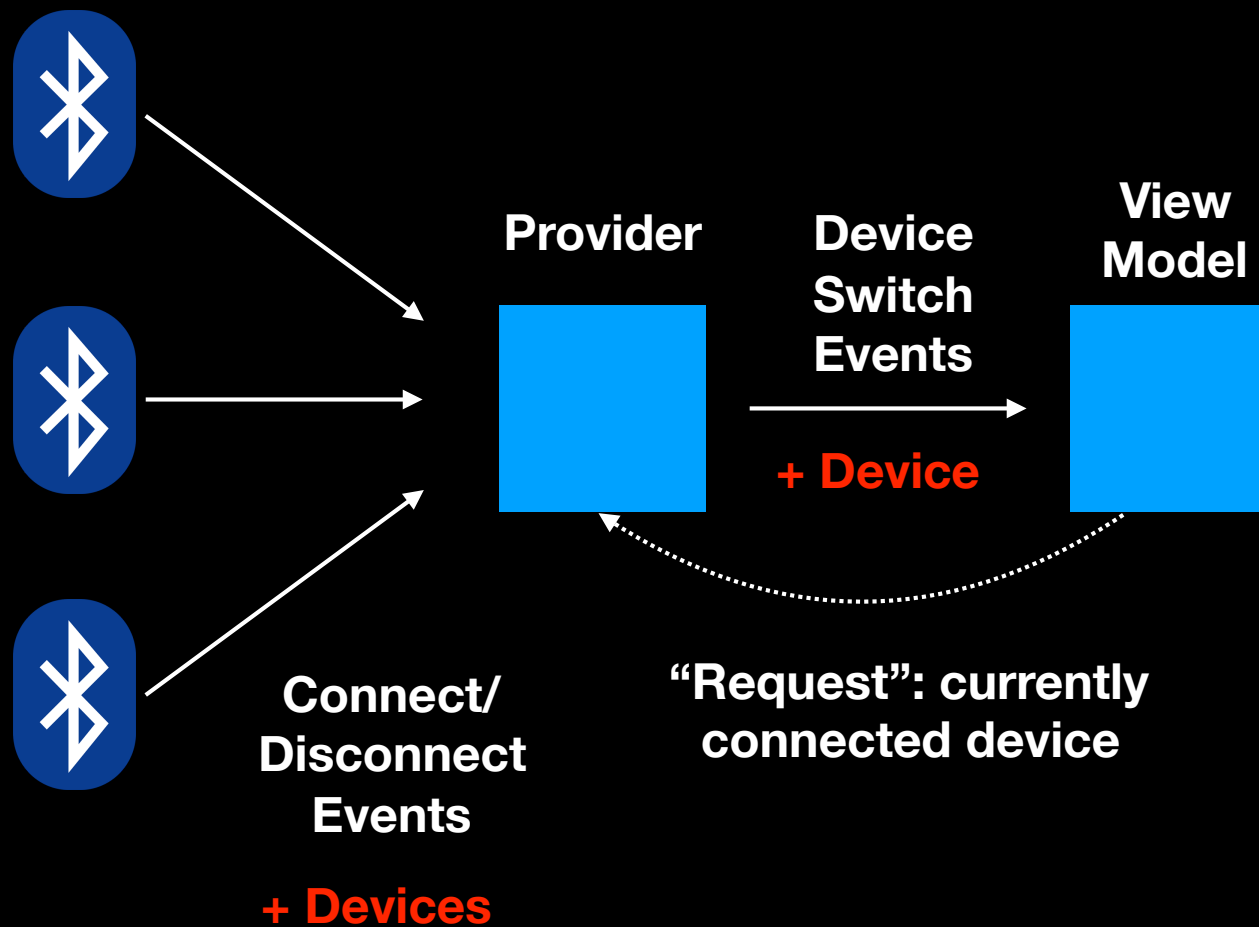 Provider
Device
Switch
Events
+ Device
View
Model
Connect/
Disconnect
Events
+ Devices
“Request”: currently
connected device